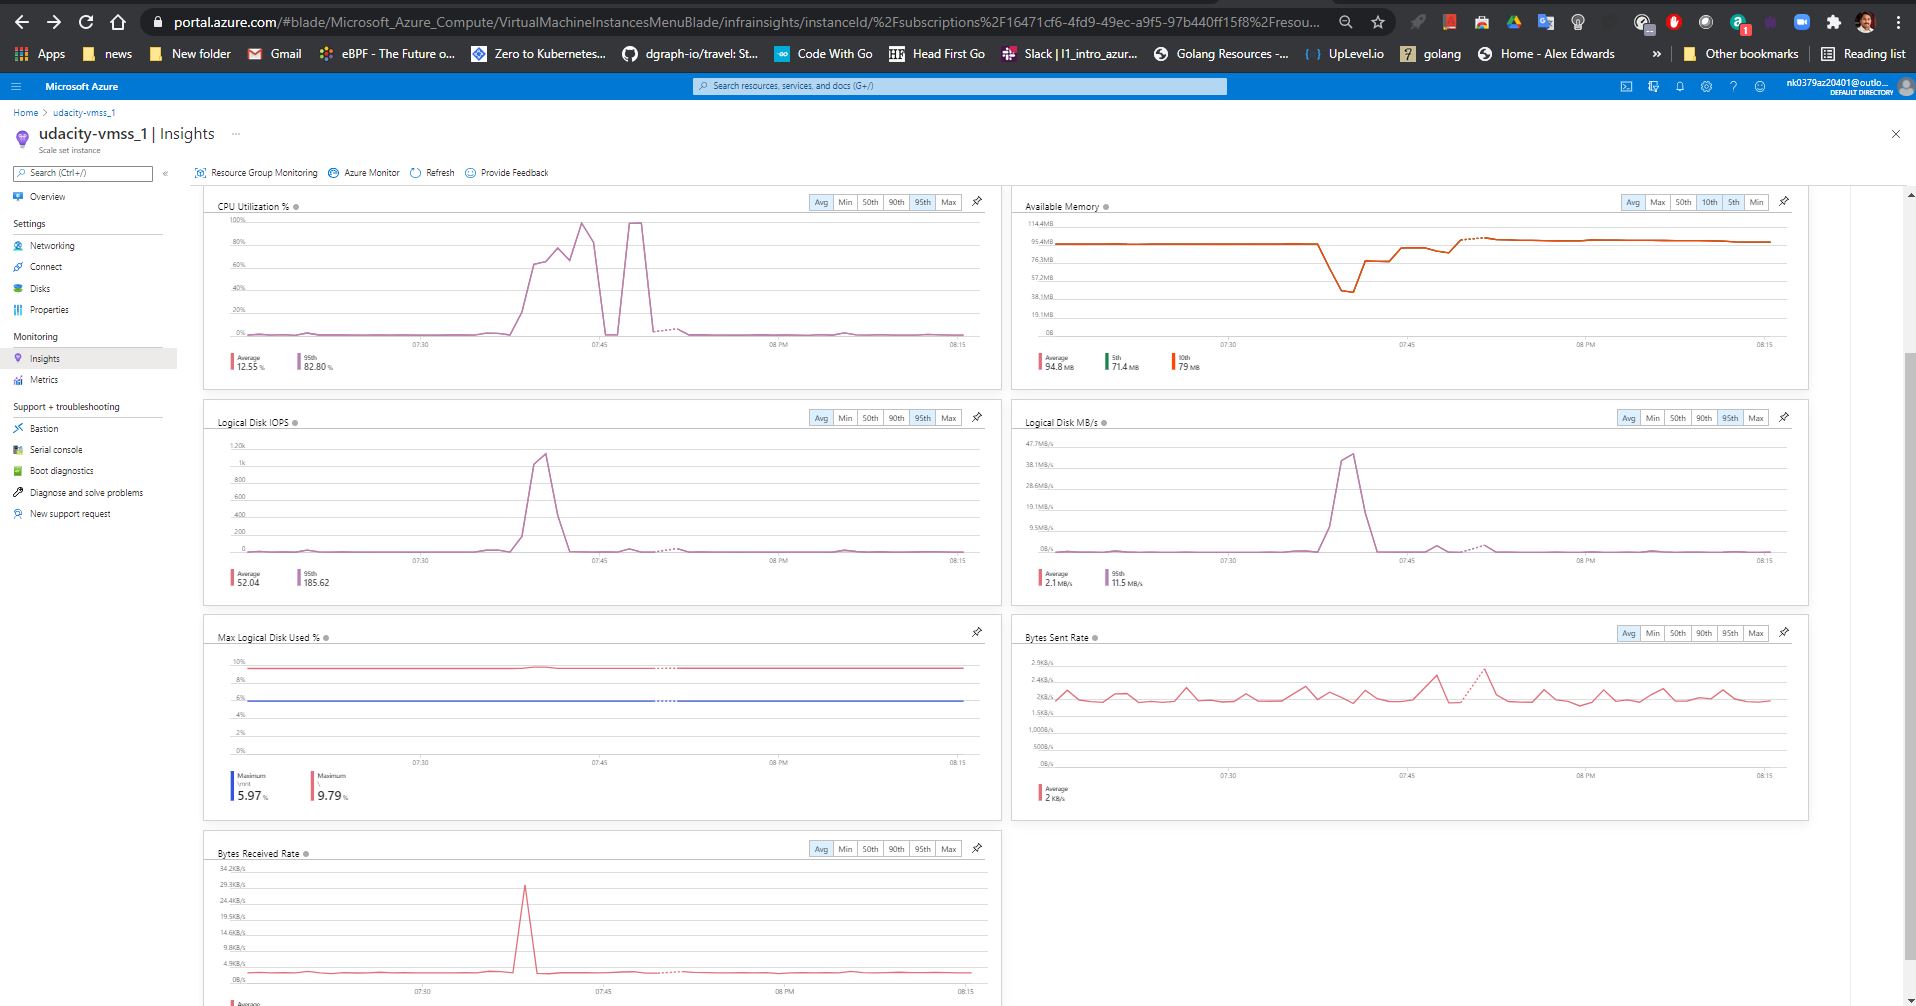 portal.azure.com/#blade/Microsoft_Azure_Compute/VirtualMachineInstancesMenuBlade/infrainsights/instanceId/%2Fsubscriptions%2F16471cf6-4fd9-49ec-a9f5-97b440ff15f8%2Fresou...
Apps news New folder Gmail eBPF - The Future o... Zero to Kubernetes... dgraph-io/travel: St... Code With Go Head First Go Slack | l1_intro_azur... Golang Resources -... UpLevel.io golang Home - Alex Edwards » Other bookmarks Reading list
Microsoft Azure
Search resources, services, and docs (G+/)
nk0379az20401@outlo...
DEFAULT DIRECTORY
Home > udacity-vmss_1
udacity-vmss_1 | Insights ...
Scale set instance
Search (Ctrl+/) «
Overview
Settings
Networking
Connect
Disks
Properties
Monitoring
Insights
Metrics
Support + troubleshooting
Bastion
Serial console
Boot diagnostics
Diagnose and solve problems
New support request
Resource Group Monitoring Azure Monitor Refresh Provide Feedback
CPU Utilization %
Avg Min 50th 90th 95th Max
100%
80%
60%
40%
20%
0%
07:30 07:45 08 PM 08:15
Average 95th
12.55 % 82.80 %
Available Memory
Avg Max 50th 10th 5th Min
114.4MB
95.4MB
76.3MB
57.2MB
38.1MB
19.1MB
0B
07:30 07:45 08 PM 08:15
Average 5th 10th
94.8 MB 71.4 MB 79 MB
Logical Disk IOPS
Avg Min 50th 90th 95th Max
1.20k
1k
800
600
400
200
0
07:30 07:45 08 PM 08:15
Average 95th
52.04 185.62
Logical Disk MB/s
Avg Min 50th 90th 95th Max
47.7MB/s
38.1MB/s
28.6MB/s
19.1MB/s
9.5MB/s
0B/s
07:30 07:45 08 PM 08:15
Average 95th
2.1 MB/s 11.5 MB/s
Max Logical Disk Used %
10%
8%
6%
4%
2%
0%
07:30 07:45 08 PM 08:15
Maximum Maximum
\mnt \
5.97 % 9.79 %
Bytes Sent Rate
Avg Min 50th 90th 95th Max
2.9KB/s
2.4KB/s
2KB/s
1.5KB/s
1,000B/s
500B/s
0B/s
07:30 07:45 08 PM 08:15
Average
2 KB/s
Bytes Received Rate
Avg Min 50th 90th 95th Max
34.2KB/s
29.3KB/s
24.4KB/s
19.5KB/s
14.6KB/s
9.8KB/s
4.9KB/s
0B/s
07:30 07:45 08 PM 08:15
Average